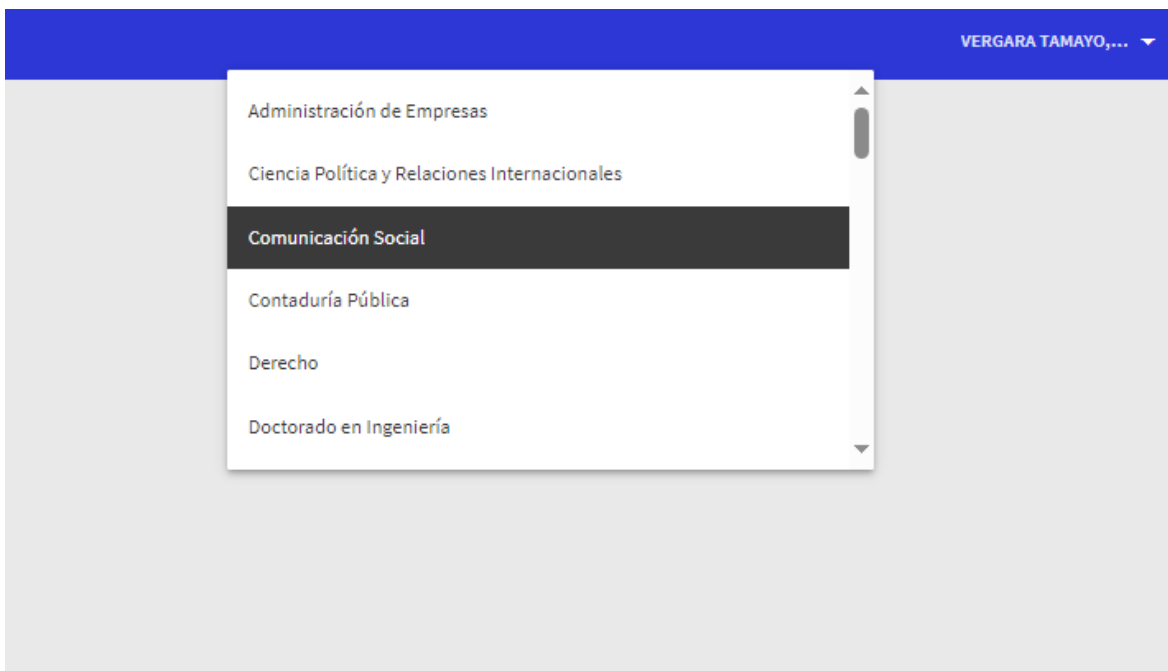 VERGARA TAMAYO,...
Administración de Empresas
Ciencia Política y Relaciones Internacionales
Comunicación Social
Contaduría Pública
Derecho
Doctorado en Ingeniería